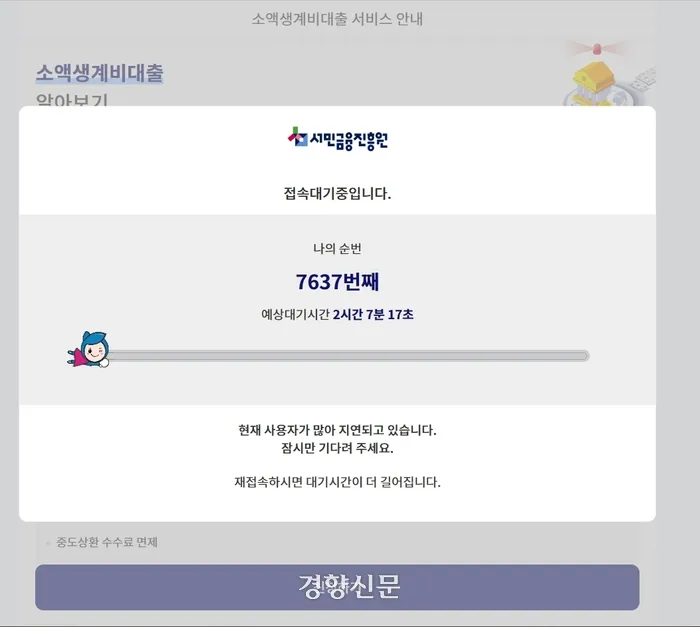 소액생계비대출 서비스 안내
소액생계비대출
알아보기
서민금융진흥원
접속대기중입니다.
나의 순번
7637번째
예상대기시간 2시간 7분 17초
현재 사용자가 많아 지연되고 있습니다.
잠시만 기다려 주세요.
재접속하시면 대기시간이 더 길어집니다.
중도상환 수수료 면제
경향신문